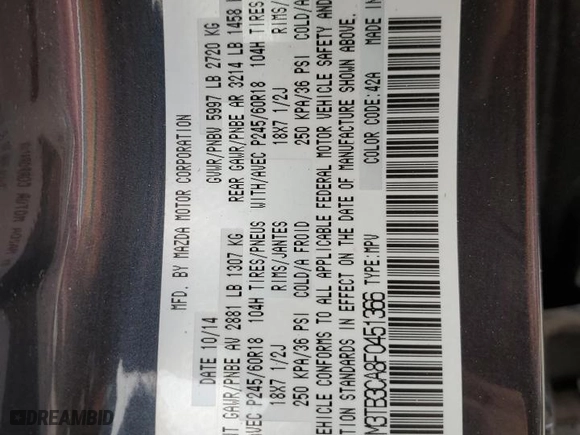 MFD. BY MAZDA MOTOR CORPORATION
DATE 10/14 GVWR/PNBV 5997 LB 2720 KG
NT GAWR/PNBE AV 2881 LB 1307 KG REAR GAWR/PNBE AR 3214 LB 1458
AVEC P245/60R18 104H TIRES/PNEUS WITH/AVEC P245/60R18 104H TIRES
18X7 1/2J RIMS/JANTES 18X7 1/2J RIMS/
250 KPA/36 PSI COLD/A FROID 250 KPA/36 PSI COLD/A
VEHICLE CONFORMS TO ALL APPLICABLE FEDERAL MOTOR VEHICLE SAFETY AND
STANDARDS IN EFFECT ON THE DATE OF MANUFACTURE SHOWN ABOVE.
M3TB3CA8F0451366 TYPE:MPV COLOR CODE:42A MADE IN
© autobidcar